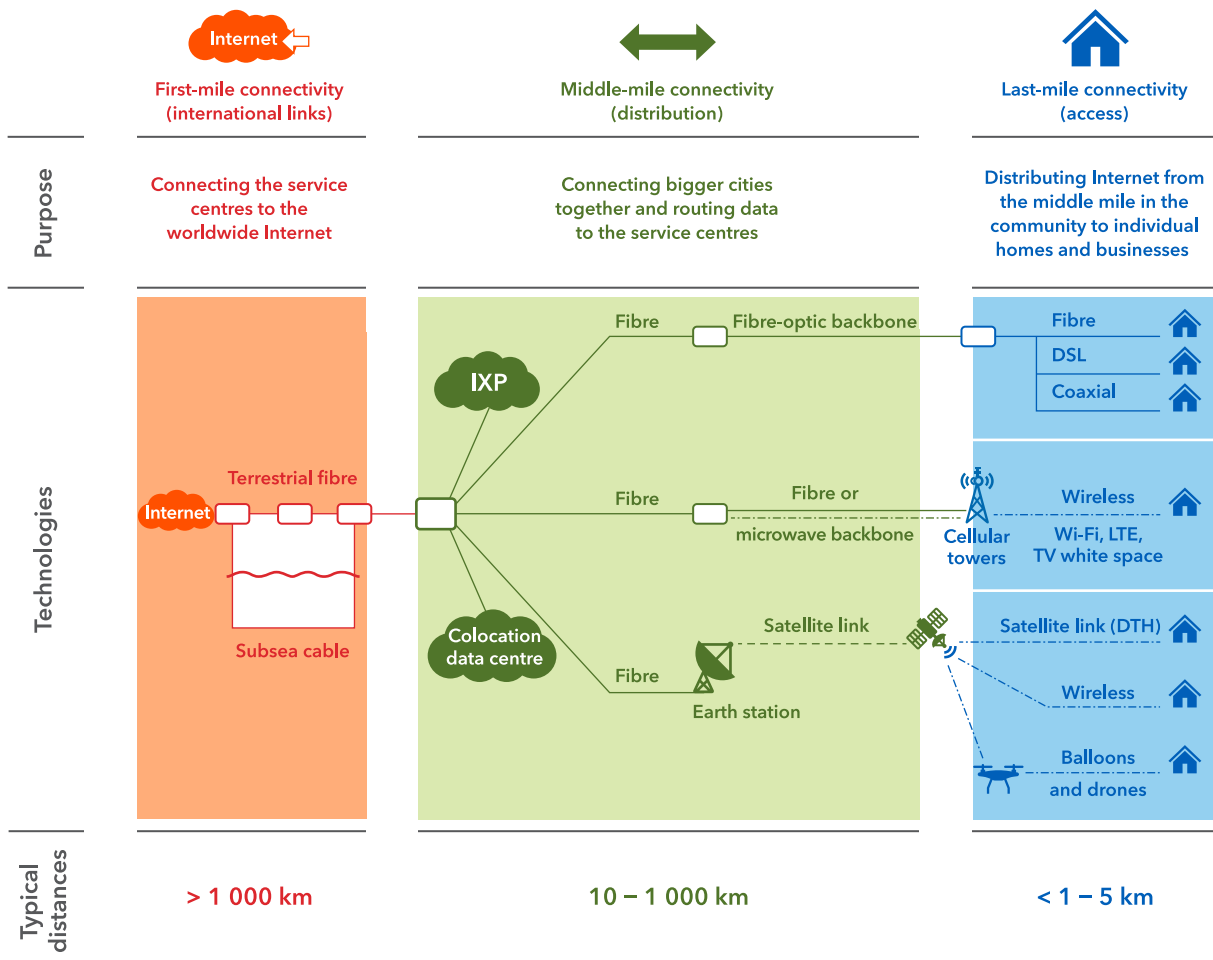 Internet
First-mile connectivity
(international links)
Middle-mile connectivity
(distribution)
Last-mile connectivity
(access)
Purpose
Connecting the service
centres to the
worldwide Internet
Connecting bigger cities
together and routing data
to the service centres
Distributing Internet from
the middle mile in the
community to individual
homes and businesses
Technologies
Internet
Terrestrial fibre
Subsea cable
IXP
Colocation
data centre
Fibre
Fibre-optic backbone
Fibre
Fibre or
microwave backbone
Fibre
Earth station
Satellite link
Fibre
DSL
Coaxial
Cellular
towers
Wireless
Wi-Fi, LTE,
TV white space
Satellite link (DTH)
Wireless
Balloons
and drones
Typical
distances
> 1 000 km
10 – 1 000 km
< 1 – 5 km